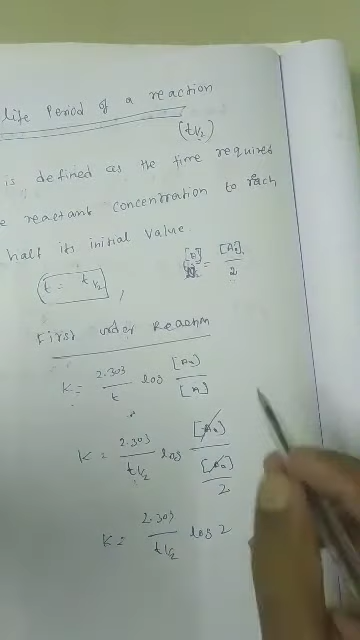 life Period of a reaction
(t1/2)
is defined as the time requires
reactant concentration to reach
half its initial value
t = t1/2 , = [A0]/2
First order Reaction
K = 2.303/t log [A0]/[A]
K = 2.303/t1/2 log [A0]/[A0]/2
K = 2.303/t1/2 log 2